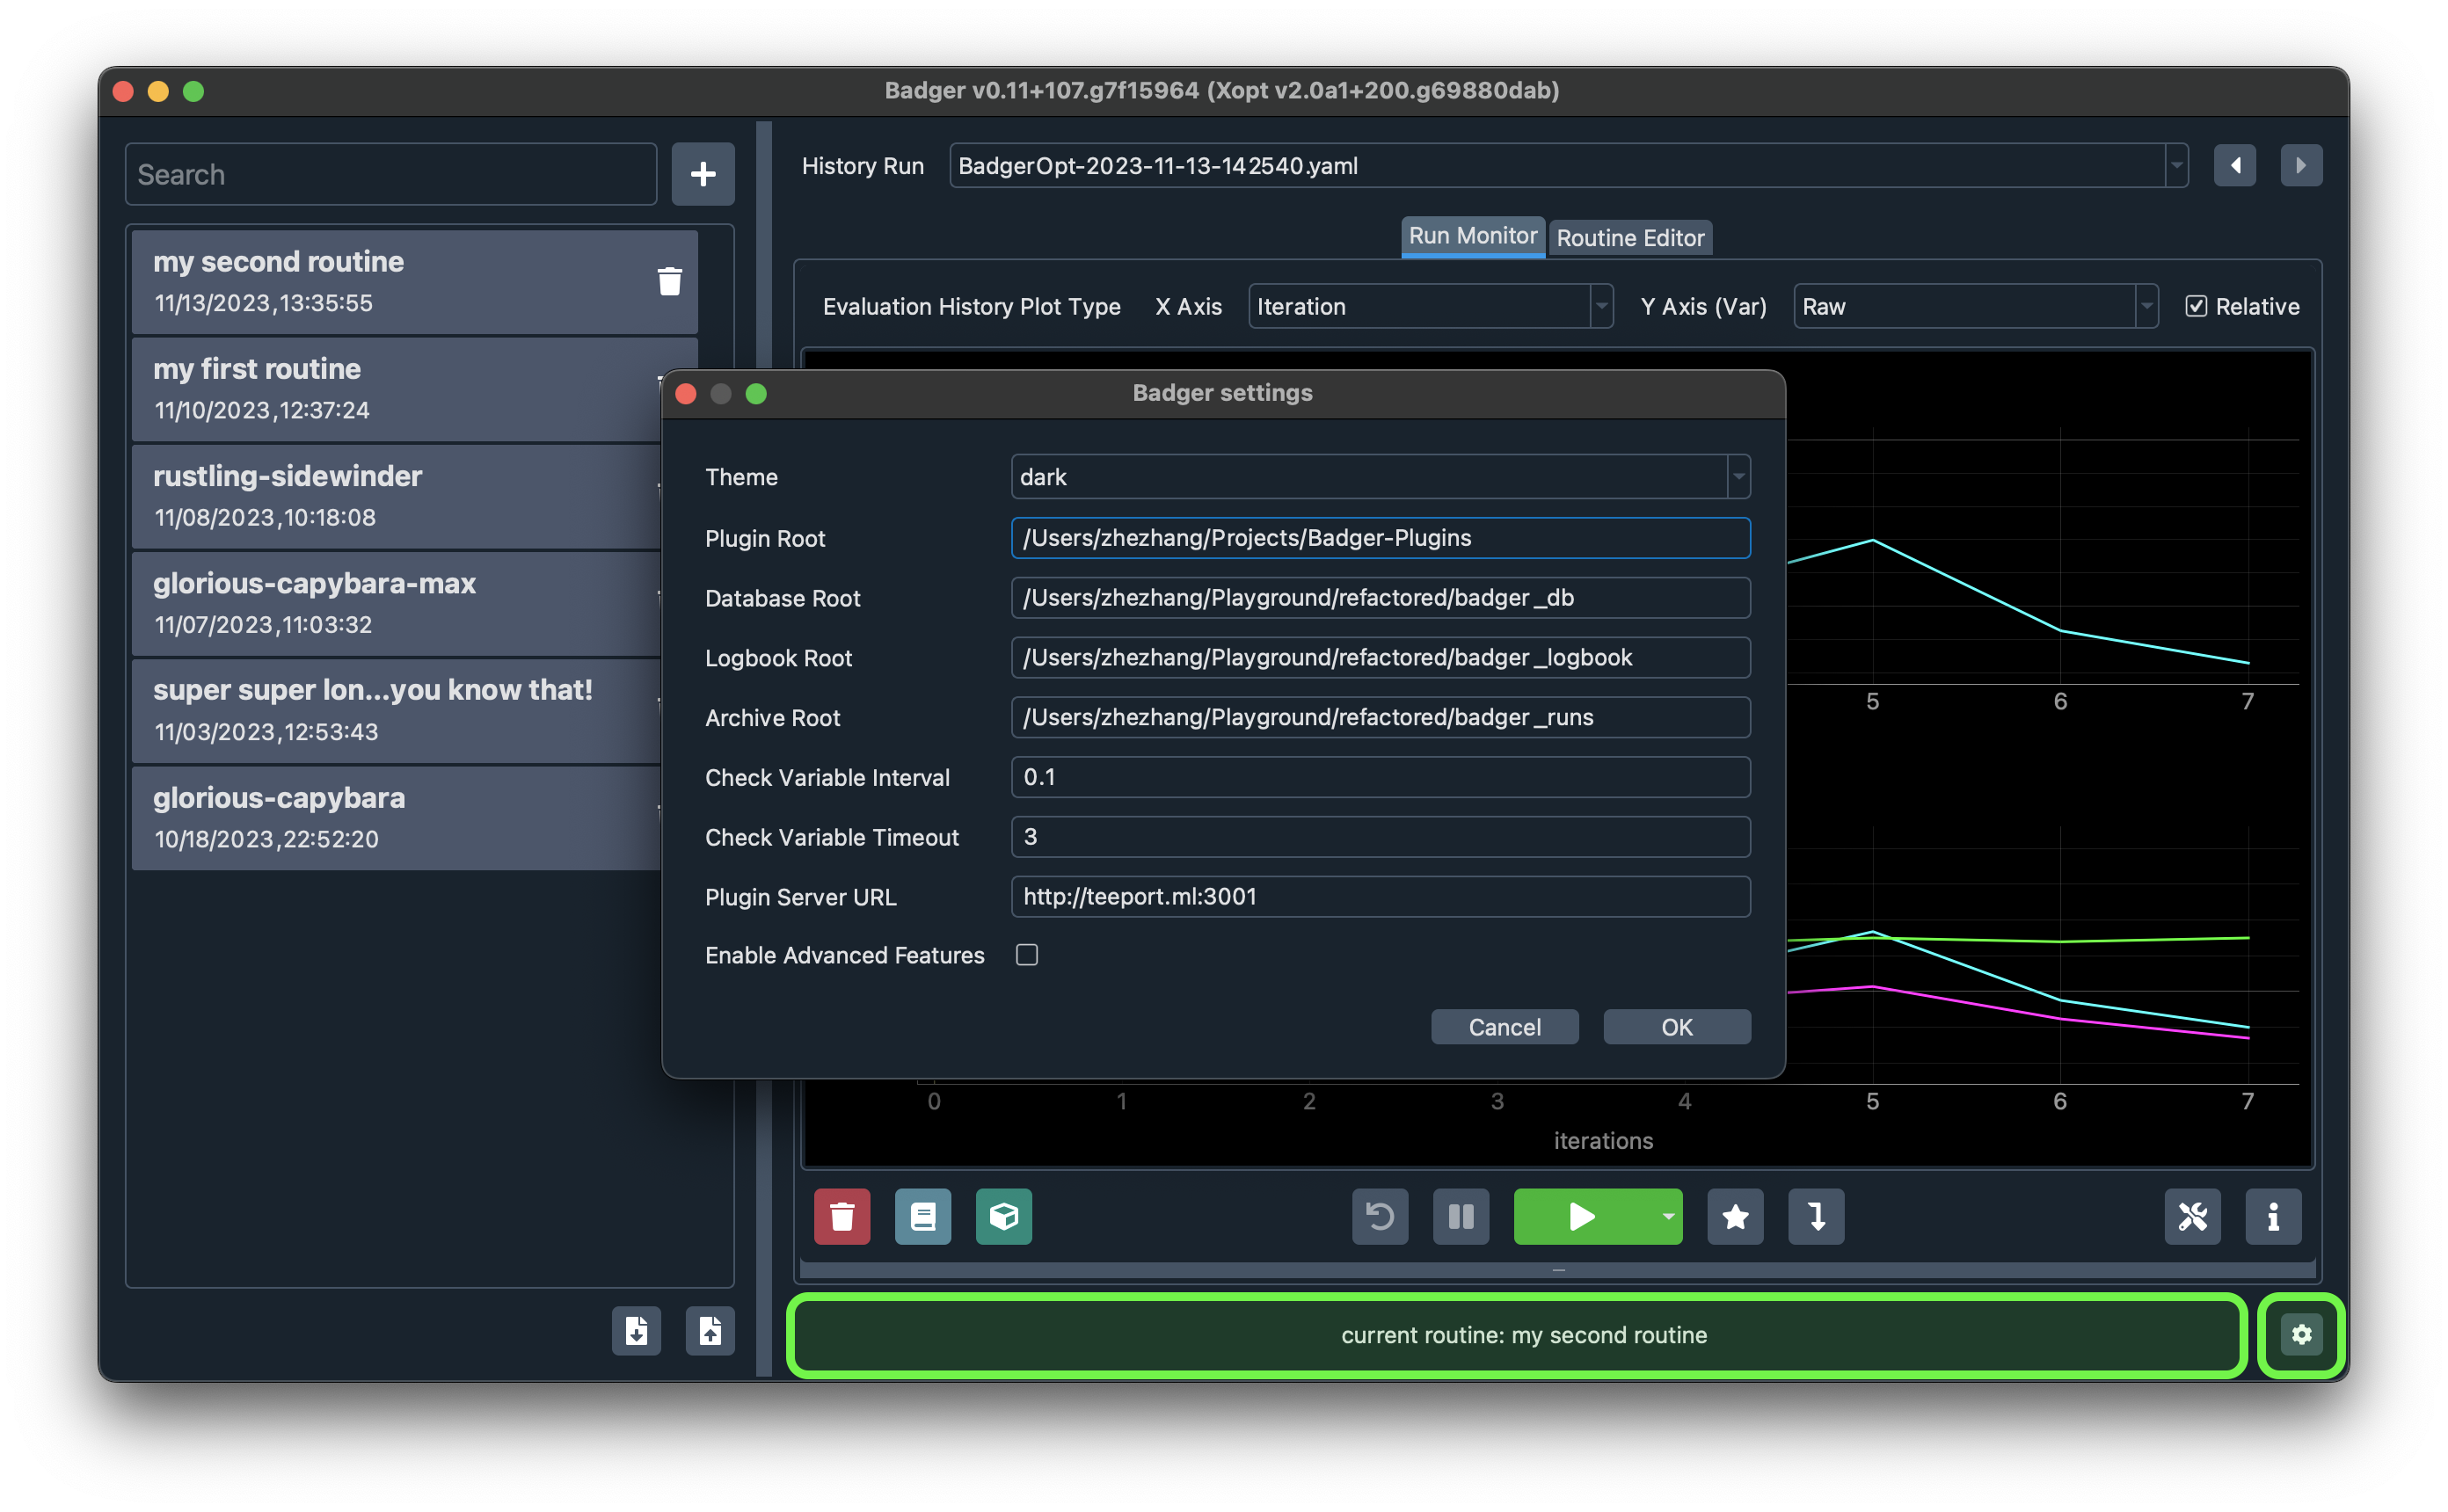 Badger v0.11+107.g7f15964 (Xopt v2.0a1+200.g69880dab)
Search
my second routine
11/13/2023,13:35:55
my first routine
11/10/2023,12:37:24
rustling-sidewinder
11/08/2023,10:18:08
glorious-capybara-max
11/07/2023,11:03:32
super super lon...you know that!
11/03/2023,12:53:43
glorious-capybara
10/18/2023,22:52:20
History Run BadgerOpt-2023-11-13-142540.yaml
Run Monitor Routine Editor
Evaluation History Plot Type X Axis Iteration Y Axis (Var) Raw Relative
Badger settings
Theme dark
Plugin Root /Users/zhezhang/Projects/Badger-Plugins
Database Root /Users/zhezhang/Playground/refactored/badger_db
Logbook Root /Users/zhezhang/Playground/refactored/badger_logbook
Archive Root /Users/zhezhang/Playground/refactored/badger_runs
Check Variable Interval 0.1
Check Variable Timeout 3
Plugin Server URL http://teeport.ml:3001
Enable Advanced Features
Cancel OK
5 6 7
0 1 2 3 4 5 6 7
iterations
current routine: my second routine